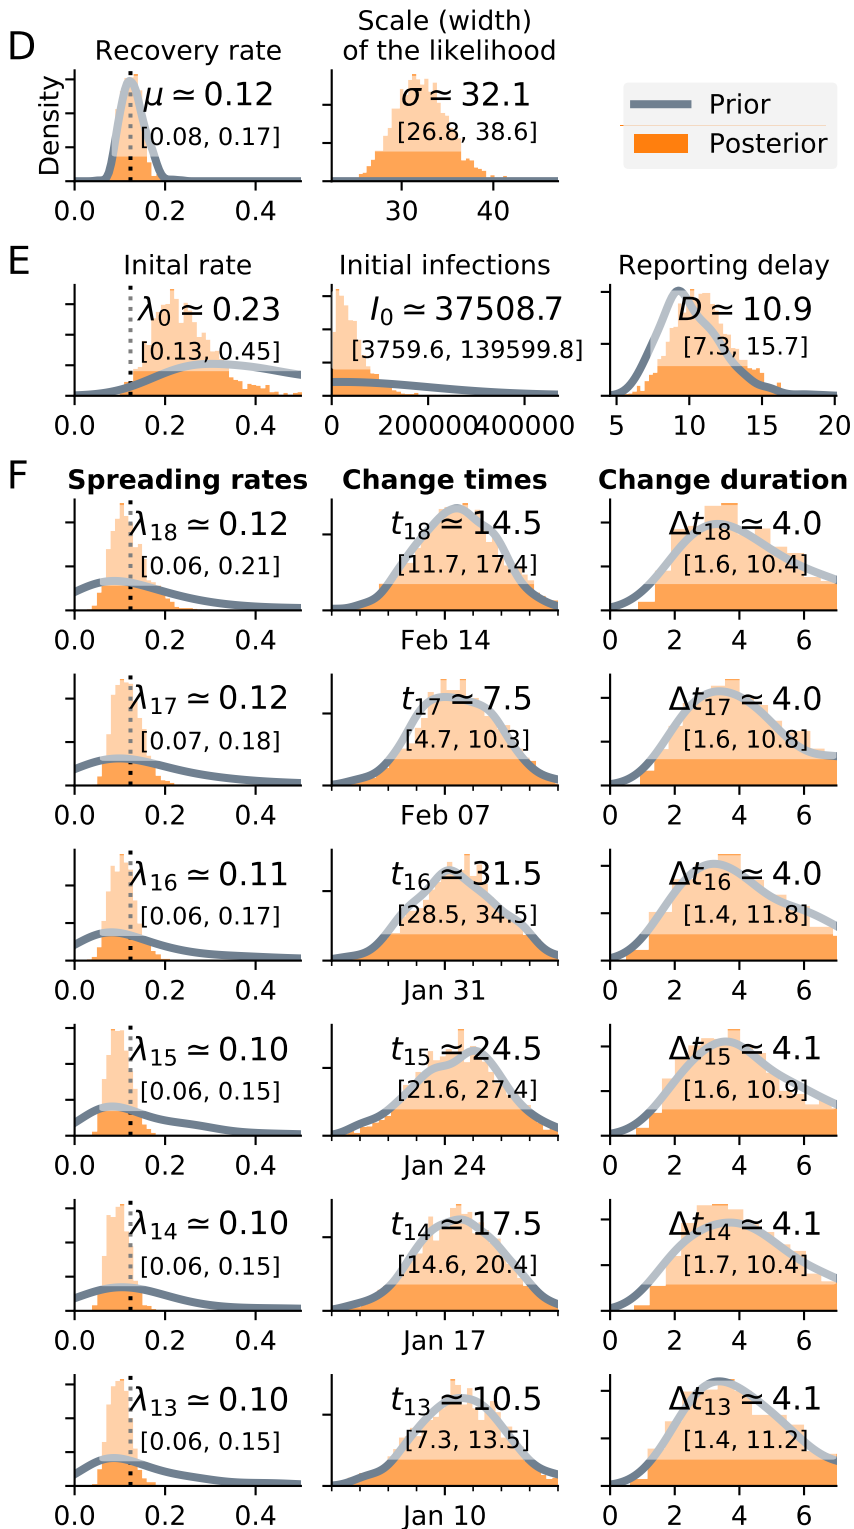 D
Recovery rate
Scale (width)
of the likelihood
Density
μ ≃ 0.12
[0.08, 0.17]
0.0 0.2 0.4
σ ≃ 32.1
[26.8, 38.6]
30 40
Prior
Posterior
E
Inital rate
λ0 ≃ 0.23
[0.13, 0.45]
0.0 0.2 0.4
Initial infections
I0 ≃ 37508.7
[3759.6, 139599.8]
0 200000 400000
Reporting delay
D ≃ 10.9
[7.3, 15.7]
5 10 15 20
F
Spreading rates Change times Change duration
λ18 ≃ 0.12
[0.06, 0.21]
0.0 0.2 0.4
t18 ≃ 14.5
[11.7, 17.4]
Feb 14
Δt18 ≃ 4.0
[1.6, 10.4]
0 2 4 6
λ17 ≃ 0.12
[0.07, 0.18]
0.0 0.2 0.4
t17 ≃ 7.5
[4.7, 10.3]
Feb 07
Δt17 ≃ 4.0
[1.6, 10.8]
0 2 4 6
λ16 ≃ 0.11
[0.06, 0.17]
0.0 0.2 0.4
t16 ≃ 31.5
[28.5, 34.5]
Jan 31
Δt16 ≃ 4.0
[1.4, 11.8]
0 2 4 6
λ15 ≃ 0.10
[0.06, 0.15]
0.0 0.2 0.4
t15 ≃ 24.5
[21.6, 27.4]
Jan 24
Δt15 ≃ 4.1
[1.6, 10.9]
0 2 4 6
λ14 ≃ 0.10
[0.06, 0.15]
0.0 0.2 0.4
t14 ≃ 17.5
[14.6, 20.4]
Jan 17
Δt14 ≃ 4.1
[1.7, 10.4]
0 2 4 6
λ13 ≃ 0.10
[0.06, 0.15]
0.0 0.2 0.4
t13 ≃ 10.5
[7.3, 13.5]
Jan 10
Δt13 ≃ 4.1
[1.4, 11.2]
0 2 4 6